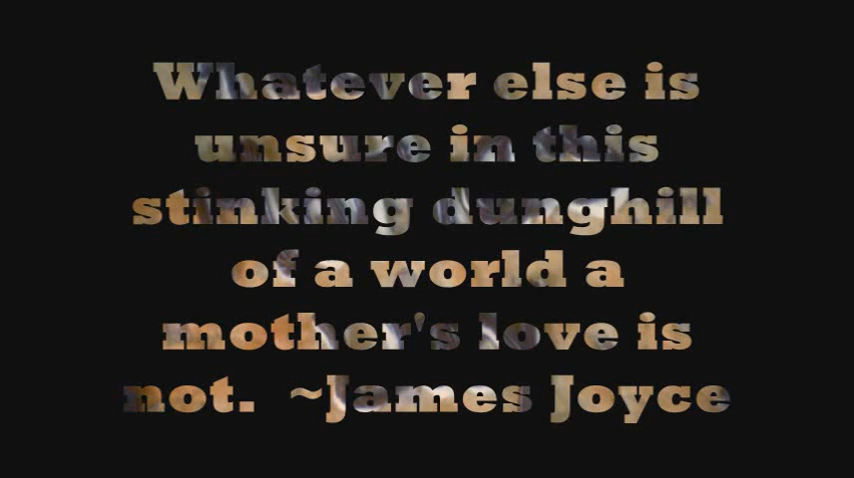 Whatever else is
unsure in this
stinking dunghill
of a world a
mother's love is
not.  ~James Joyce